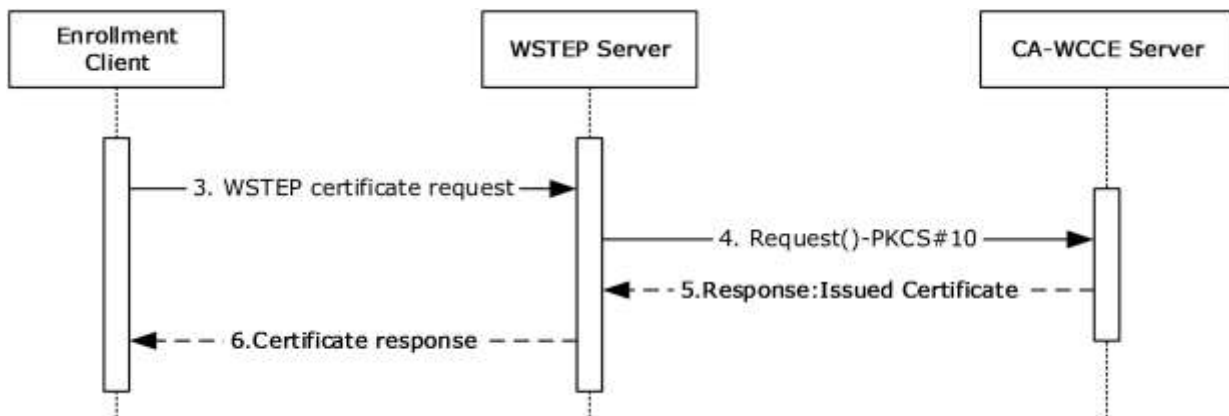 Enrollment
Client
WSTEP Server
CA-WCCE Server
3. WSTEP certificate request
4. Request()-PKCS#10
5.Response:Issued Certificate
6.Certificate response